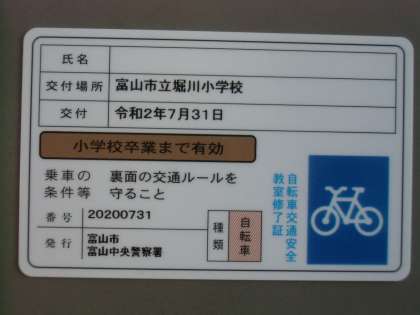 氏名
交付場所 富山市立堀川小学校
交付 令和2年7月31日
小学校卒業まで有効
乗車の 裏面の交通ルールを
条件等 守ること
番号 20200731
発行 富山市
富山中央警察署
種類 自転車
自転車交通安全
教室修了証